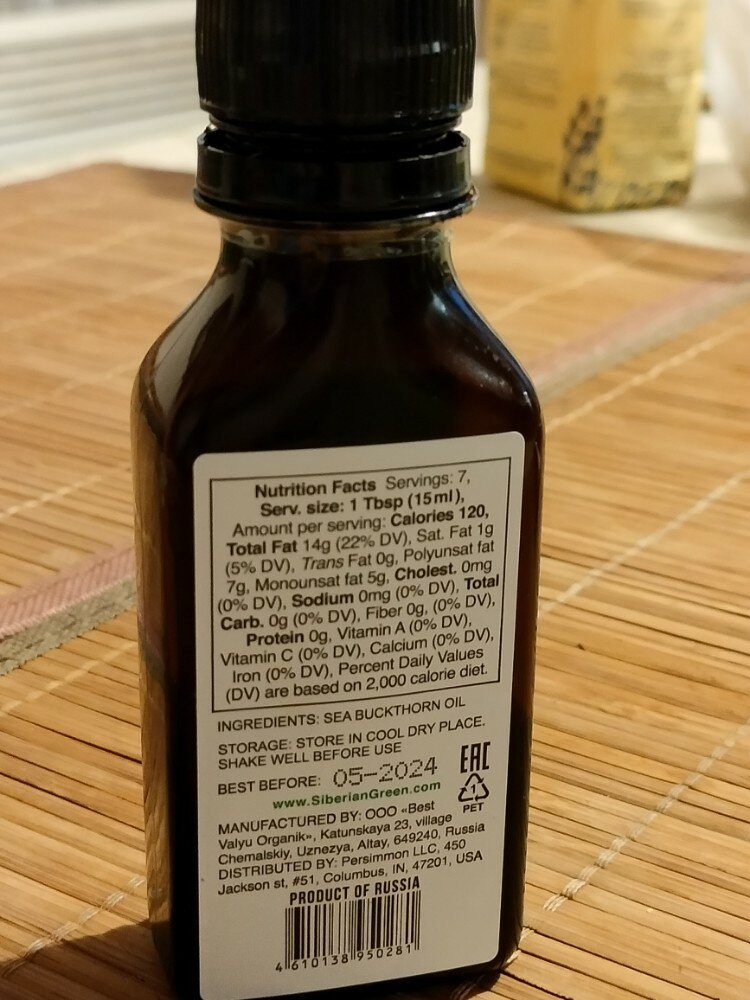 Nutrition Facts Servings: 7,
Serv. size: 1 Tbsp (15ml),
Amount per serving: Calories 120,
Total Fat 14g (22% DV), Sat. Fat 1g
(5% DV), Trans Fat 0g, Polyunsat fat
7g, Monounsat fat 5g, Cholest. 0mg
(0% DV), Sodium 0mg (0% DV), Total
Carb. 0g (0% DV), Fiber 0g, (0% DV),
Protein 0g, Vitamin A (0% DV),
Vitamin C (0% DV), Calcium (0% DV),
Iron (0% DV), Percent Daily Values
(DV) are based on 2,000 calorie diet.
INGREDIENTS: SEA BUCKTHORN OIL
STORAGE: STORE IN COOL DRY PLACE.
SHAKE WELL BEFORE USE
BEST BEFORE: 05-2024
www.SiberianGreen.com
EAC
1
PET
MANUFACTURED BY: OOO «Best
Valyu Organik», Katunskaya 23, village
Chemalskiy, Uznezya, Altay, 649240, Russia
DISTRIBUTED BY: Persimmon LLC, 450
Jackson st, #51, Columbus, IN, 47201, USA
PRODUCT OF RUSSIA
4 610138 950281